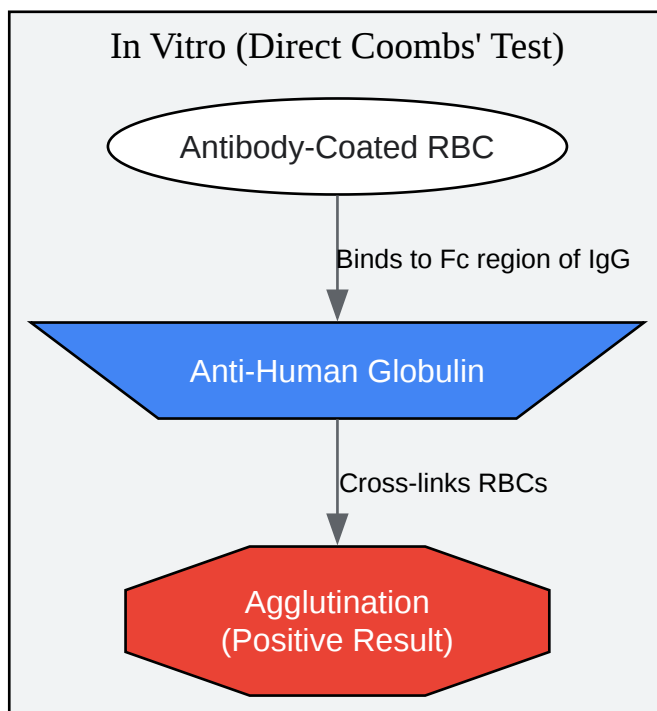 In Vitro (Direct Coombs' Test)
Antibody-Coated RBC
Binds to Fc region of IgG
Anti-Human Globulin
Cross-links RBCs
Agglutination
(Positive Result)